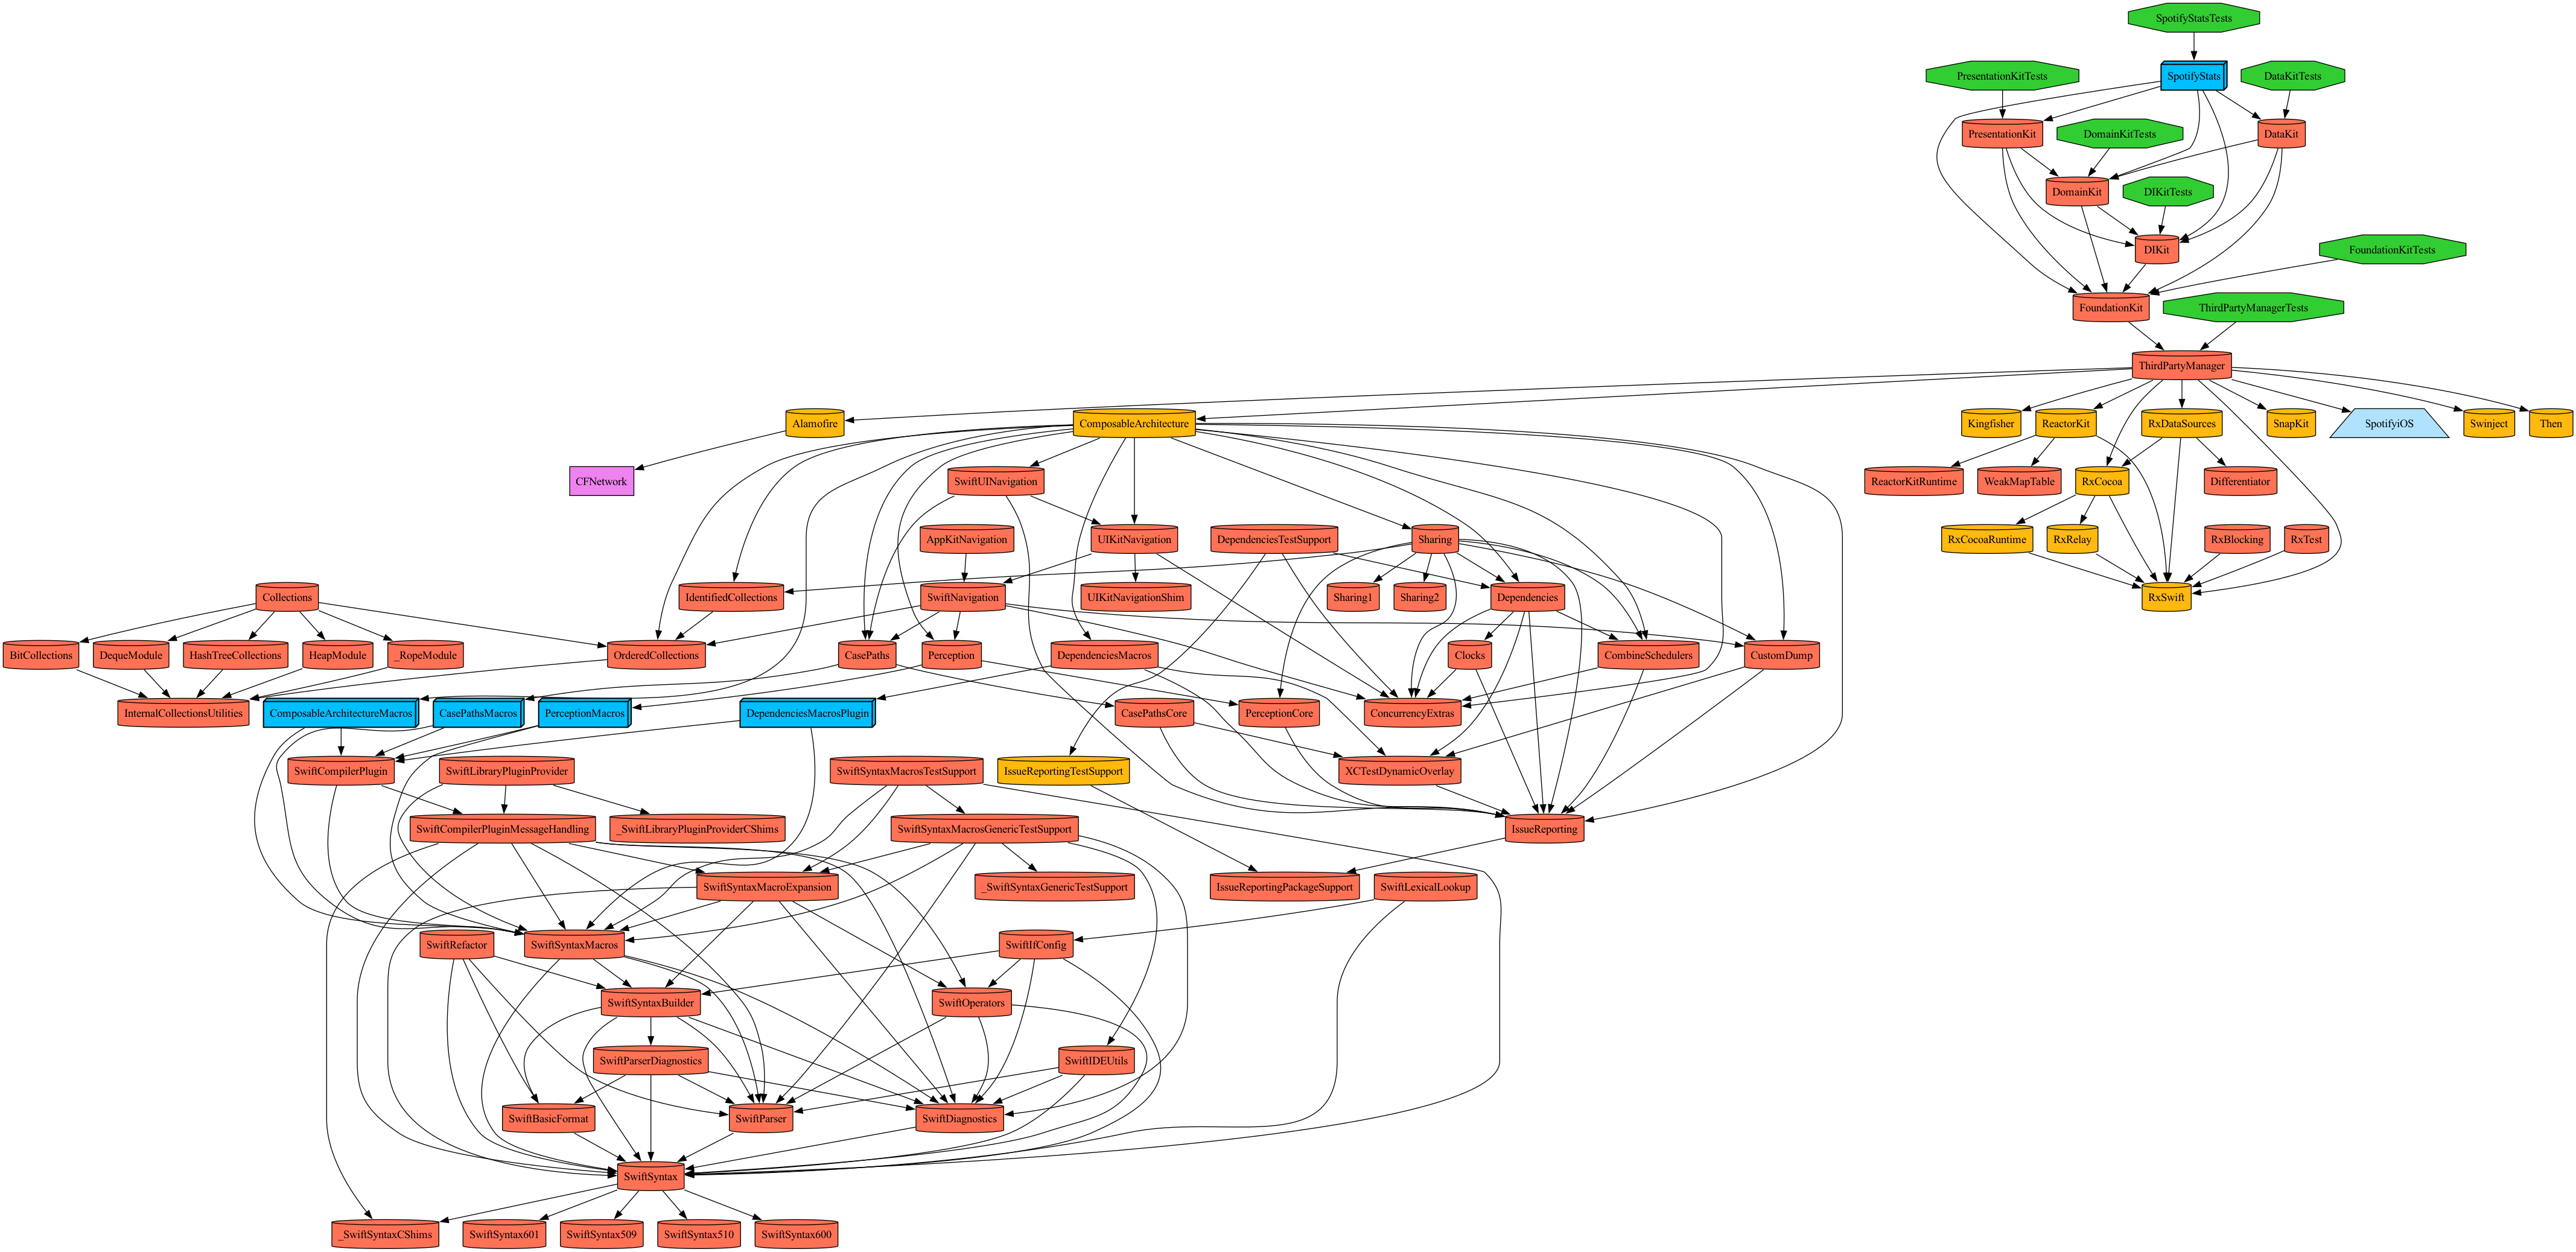 SpotifyStatsTests
PresentationKitTests
SpotifyStats
DataKitTests
PresentationKit
DomainKitTests
DataKit
DomainKit
DIKitTests
DIKit
FoundationKitTests
FoundationKit
ThirdPartyManagerTests
ThirdPartyManager
Alamofire
ComposableArchitecture
Kingfisher
ReactorKit
RxDataSources
SnapKit
SpotifyiOS
Swinject
Then
CFNetwork
SwiftUINavigation
ReactorKitRuntime
WeakMapTable
RxCocoa
Differentiator
AppKitNavigation
UIKitNavigation
DependenciesTestSupport
Sharing
RxCocoaRuntime
RxRelay
RxBlocking
RxTest
Collections
IdentifiedCollections
SwiftNavigation
UIKitNavigationShim
Sharing1
Sharing2
Dependencies
RxSwift
BitCollections
DequeModule
HashTreeCollections
HeapModule
_RopeModule
OrderedCollections
CasePaths
Perception
DependenciesMacros
Clocks
CombineSchedulers
CustomDump
InternalCollectionsUtilities
ComposableArchitectureMacros
CasePathsMacros
PerceptionMacros
DependenciesMacrosPlugin
CasePathsCore
PerceptionCore
ConcurrencyExtras
SwiftCompilerPlugin
SwiftLibraryPluginProvider
SwiftSyntaxMacrosTestSupport
IssueReportingTestSupport
XCTestDynamicOverlay
SwiftCompilerPluginMessageHandling
_SwiftLibraryPluginProviderCShims
SwiftSyntaxMacrosGenericTestSupport
IssueReporting
SwiftSyntaxMacroExpansion
_SwiftSyntaxGenericTestSupport
IssueReportingPackageSupport
SwiftLexicalLookup
SwiftRefactor
SwiftSyntaxMacros
SwiftIfConfig
SwiftSyntaxBuilder
SwiftOperators
SwiftParserDiagnostics
SwiftIDEUtils
SwiftBasicFormat
SwiftParser
SwiftDiagnostics
SwiftSyntax
_SwiftSyntaxCShims
SwiftSyntax601
SwiftSyntax509
SwiftSyntax510
SwiftSyntax600